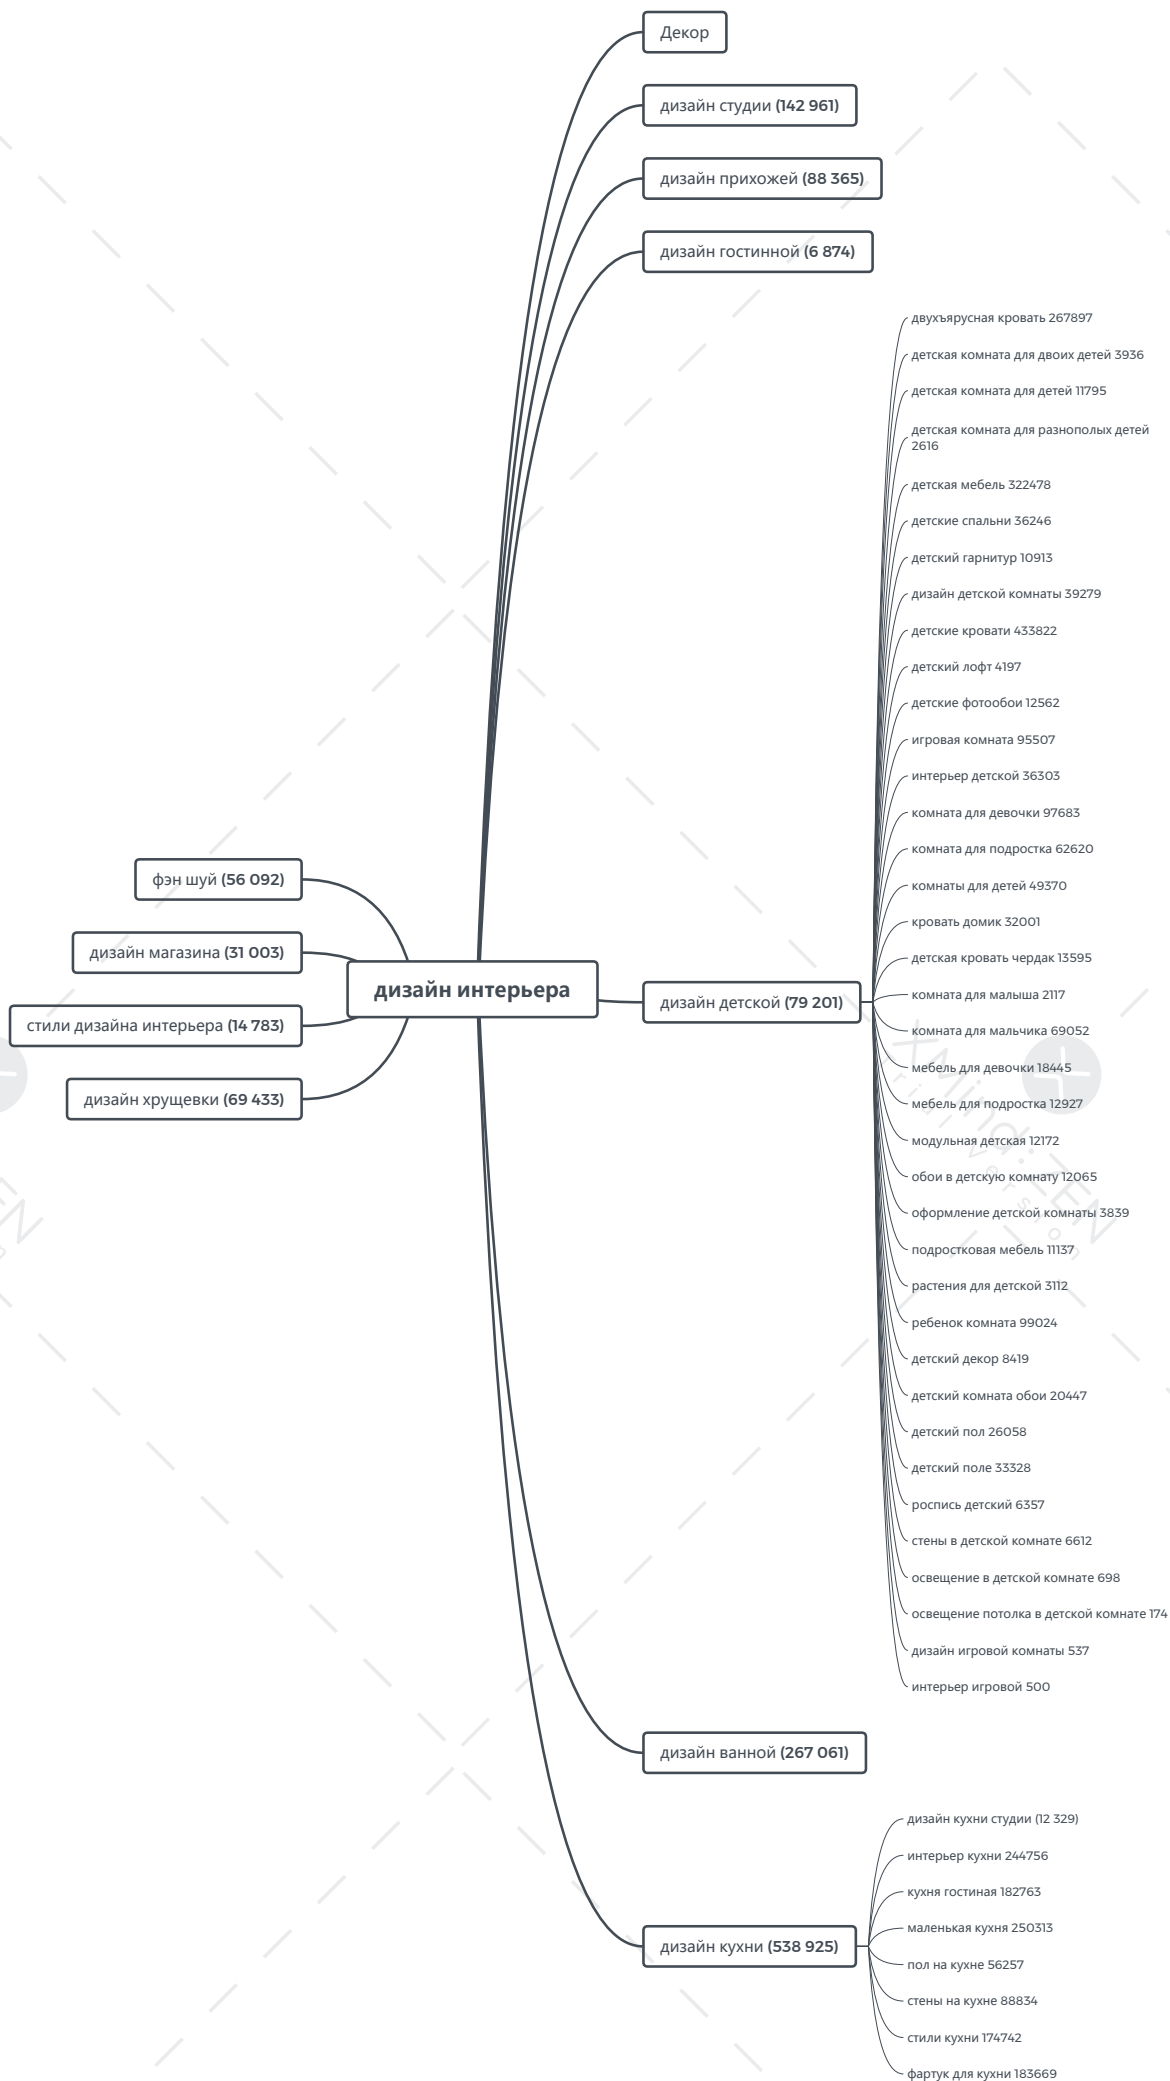 Декор
дизайн студии (142 961)
дизайн прихожей (88 365)
дизайн гостинной (6 874)
двухъярусная кровать 267897
детская комната для двоих детей 3936
детская комната для детей 11795
детская комната для разнополых детей
2616
детская мебель 322478
детские спальни 36246
детский гарнитур 10913
дизайн детской комнаты 39279
детские кровати 433822
детский лофт 4197
детские фотообои 12562
игровая комната 95507
интерьер детской 36303
комната для девочки 97683
комната для подростка 62620
комнаты для детей 49370
кровать домик 32001
детская кровать чердак 13595
комната для малыша 2117
комната для мальчика 69052
мебель для девочки 18445
мебель для подростка 12927
модульная детская 12172
обои в детскую комнату 12065
оформление детской комнаты 3839
подростковая мебель 11137
растения для детской 3112
ребенок комната 99024
детский декор 8419
детский комната обои 20447
детский пол 26058
детский поле 33328
роспись детский 6357
стены в детской комнате 6612
освещение в детской комнате 698
освещение потолка в детской комнате 174
дизайн игровой комнаты 537
интерьер игровой 500
фэн шуй (56 092)
дизайн магазина (31 003)
дизайн интерьера
дизайн детской (79 201)
стили дизайна интерьера (14 783)
дизайн хрущевки (69 433)
XMind: ZEN
Trial Version
EN
n
дизайн ванной (267 061)
дизайн кухни студии (12 329)
интерьер кухни 244756
кухня гостиная 182763
маленькая кухня 250313
дизайн кухни (538 925)
пол на кухне 56257
стены на кухне 88834
стили кухни 174742
фартук для кухни 183669